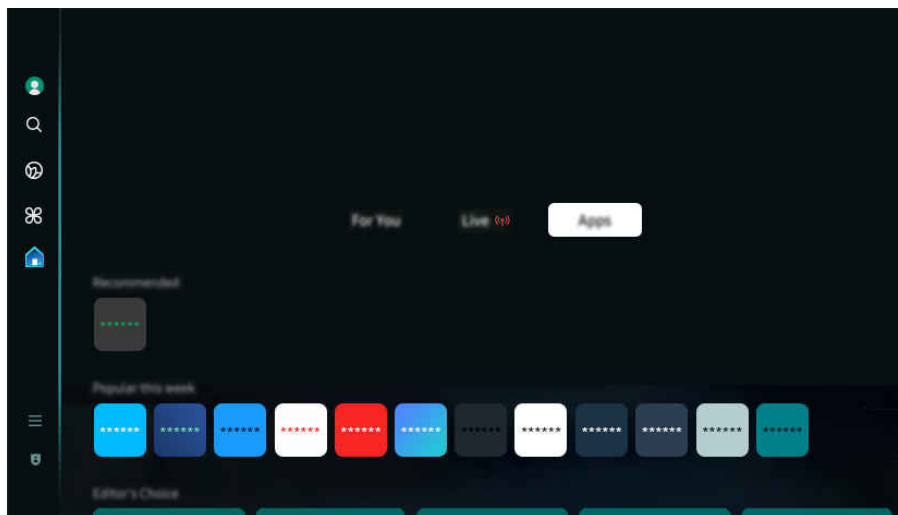 For You
Live
Apps
Recommended
******
Popular this week
****** ****** ****** ****** ****** ****** ****** ****** ****** ****** ****** ******
Editor's Choice